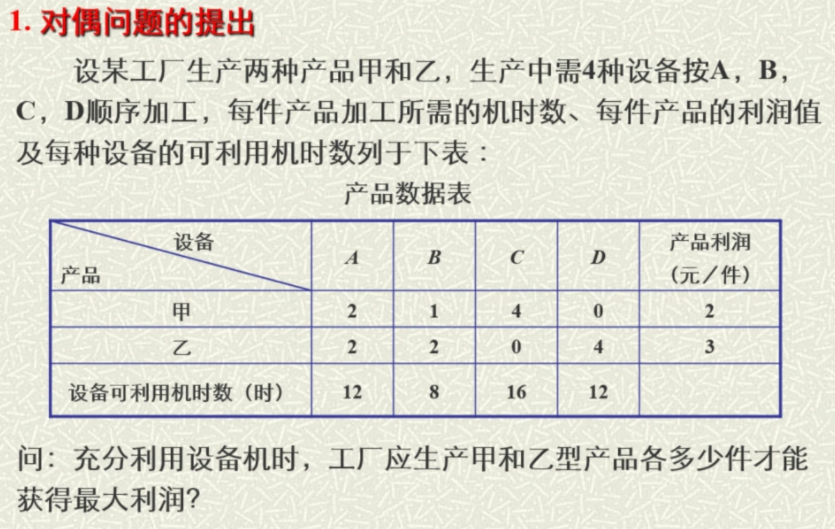 1. 对偶问题的提出
设某工厂生产两种产品甲和乙，生产中需4种设备按A，B，
C，D顺序加工，每件产品加工所需的机时数、每件产品的利润值
及每种设备的可利用机时数列于下表：
产品数据表
设备
产品
A
B
C
D
产品利润
（元／件）
甲 2 1 4 0 2
乙 2 2 0 4 3
设备可利用机时数（时） 12 8 16 12
问：充分利用设备机时，工厂应生产甲和乙型产品各多少件才能
获得最大利润?